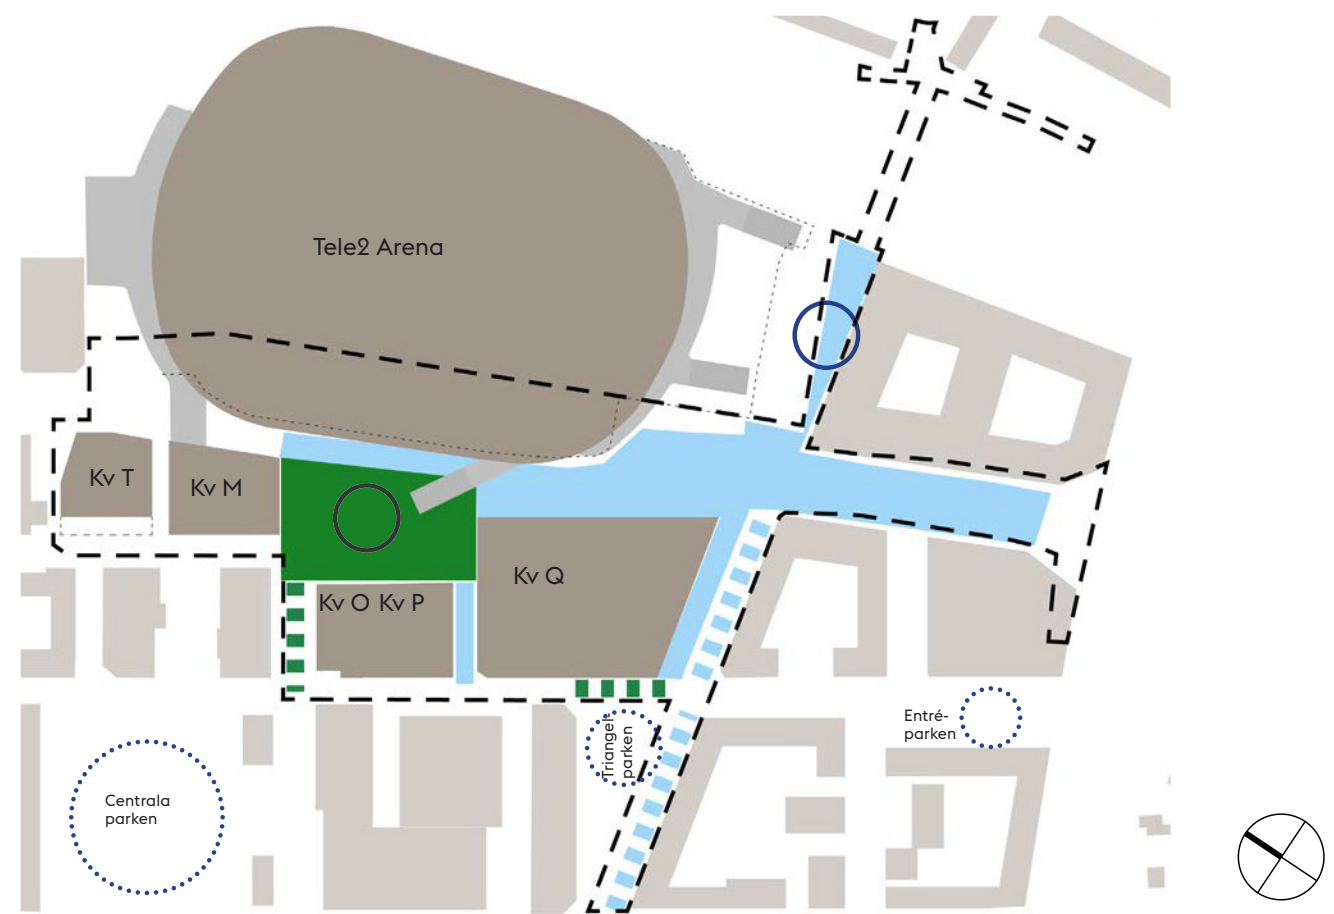 Tele2 Arena
Kv T
Kv M
Kv Q
Kv O Kv P
Triangel-
parken
Entré-
parken
Centrala
parken